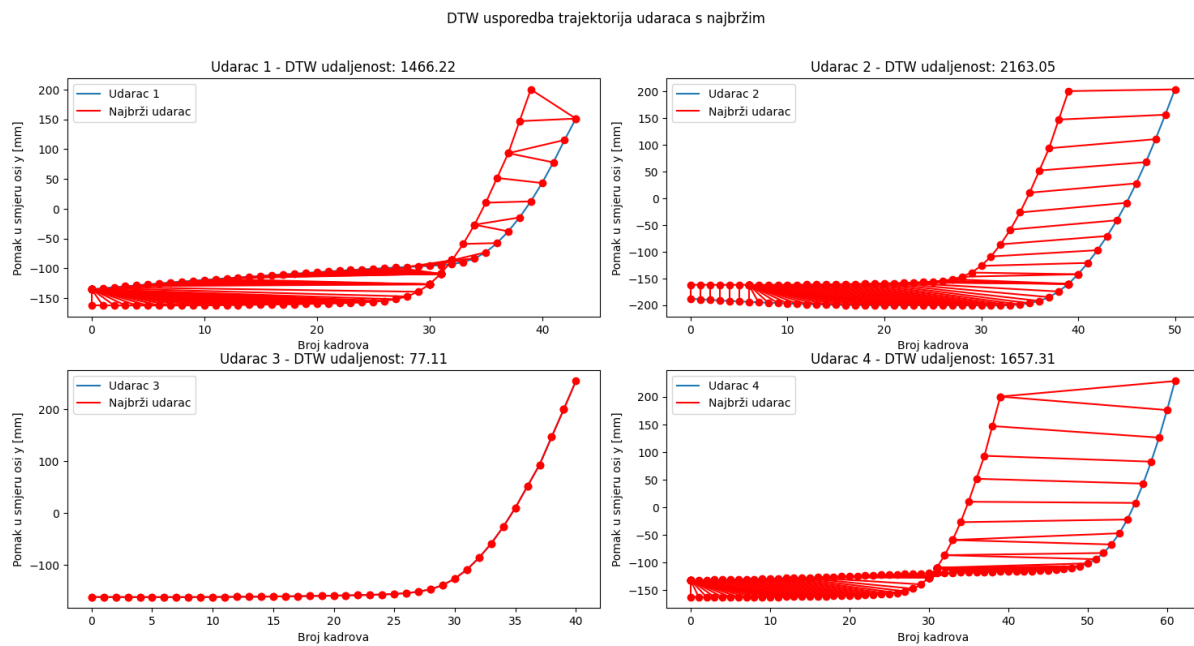 DTW usporedba trajektorija udaraca s najbržim
Udarac 1 - DTW udaljenost: 1466.22
Pomak u smjeru osi y [mm]
200
150
100
50
0
−50
−100
−150
Udarac 1
Najbrži udarac
0
10
20
30
40
Broj kadrova
Udarac 2 - DTW udaljenost: 2163.05
Pomak u smjeru osi y [mm]
200
150
100
50
0
−50
−100
−150
−200
Udarac 2
Najbrži udarac
0
10
20
30
40
50
Broj kadrova
Udarac 3 - DTW udaljenost: 77.11
Pomak u smjeru osi y [mm]
200
100
0
−100
Udarac 3
Najbrži udarac
0
5
10
15
20
25
30
35
40
Broj kadrova
Udarac 4 - DTW udaljenost: 1657.31
Pomak u smjeru osi y [mm]
200
150
100
50
0
−50
−100
−150
Udarac 4
Najbrži udarac
0
10
20
30
40
50
60
Broj kadrova